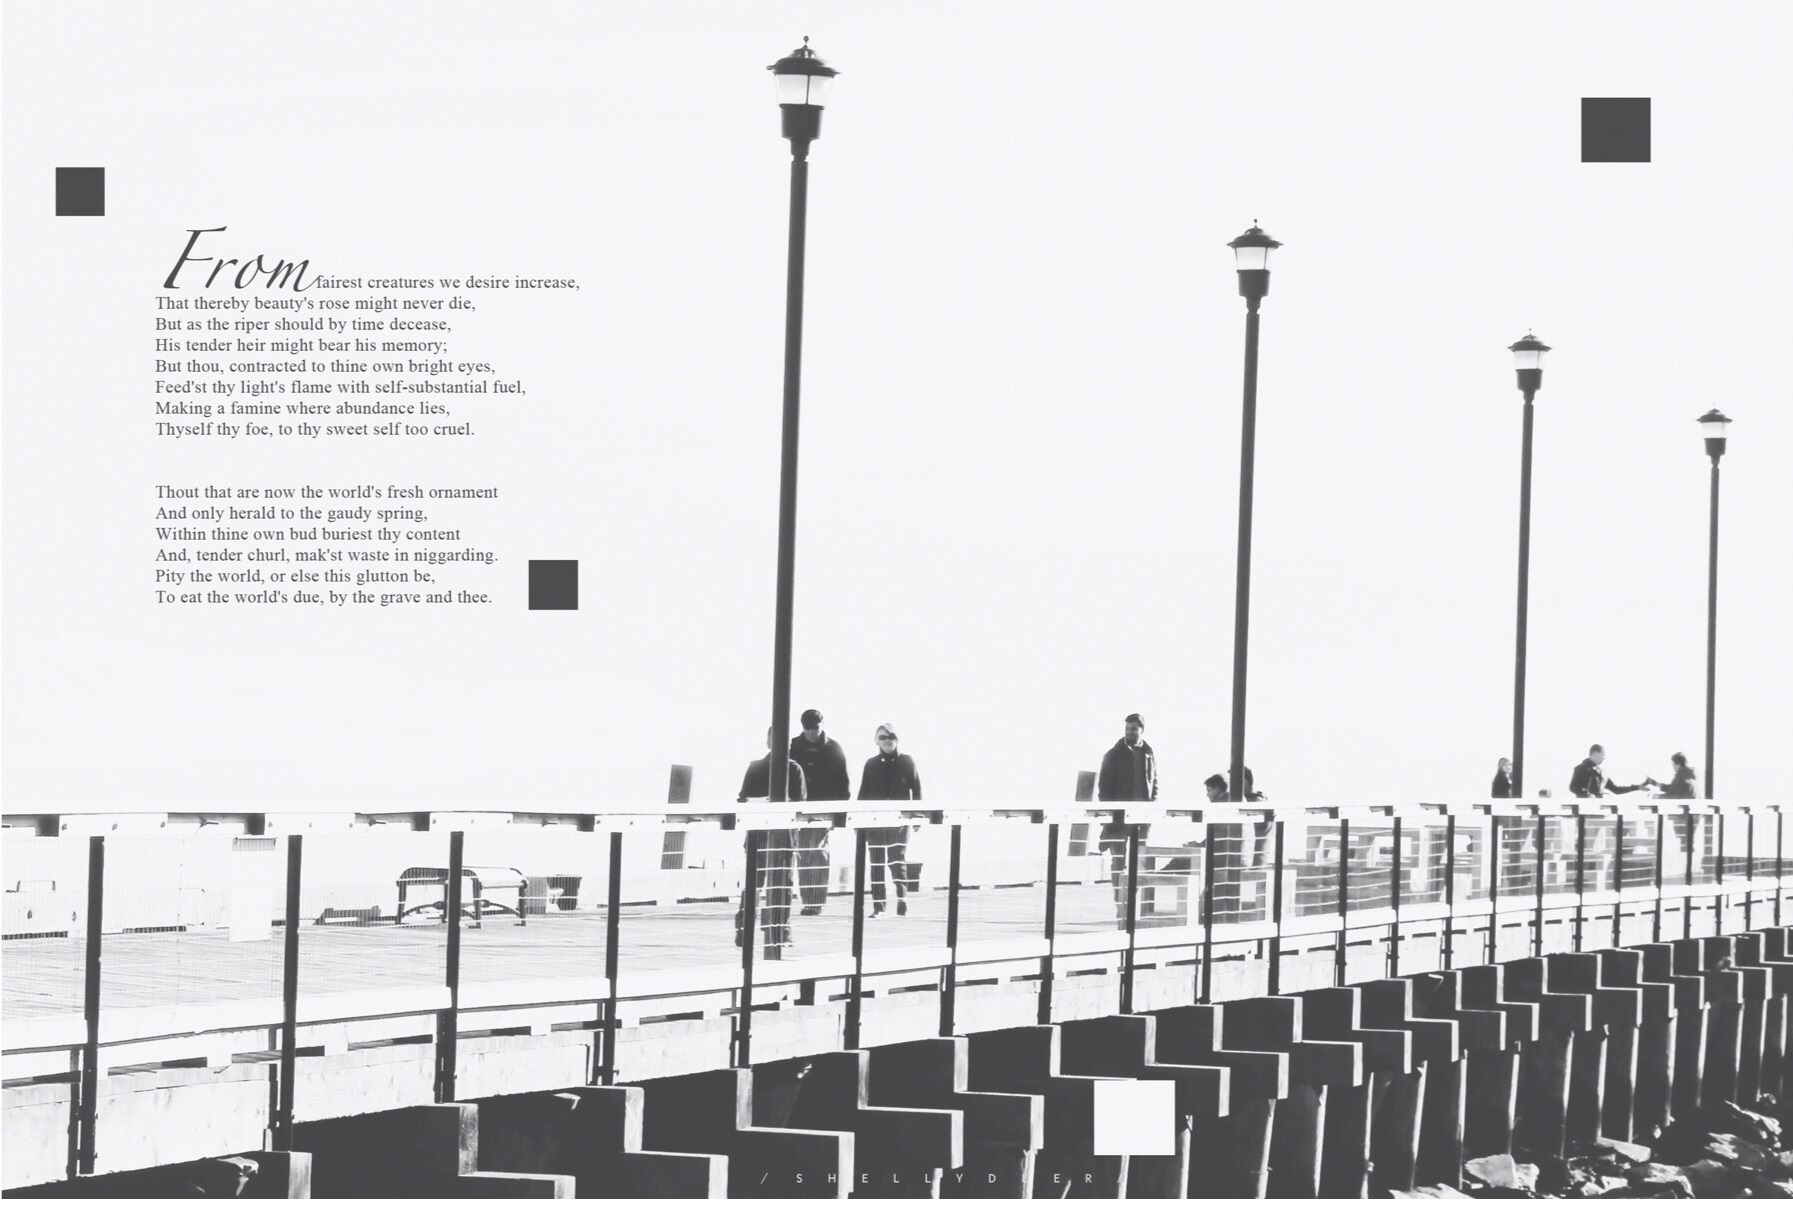 From fairest creatures we desire increase,
That thereby beauty's rose might never die,
But as the riper should by time decease,
His tender heir might bear his memory;
But thou, contracted to thine own bright eyes,
Feed'st thy light's flame with self-substantial fuel,
Making a famine where abundance lies,
Thyself thy foe, to thy sweet self too cruel.
Thout that are now the world's fresh ornament
And only herald to the gaudy spring,
Within thine own bud buriest thy content
And, tender churl, mak'st waste in niggarding.
Pity the world, or else this glutton be,
To eat the world's due, by the grave and thee.
/ S H E L L Y D E E R /